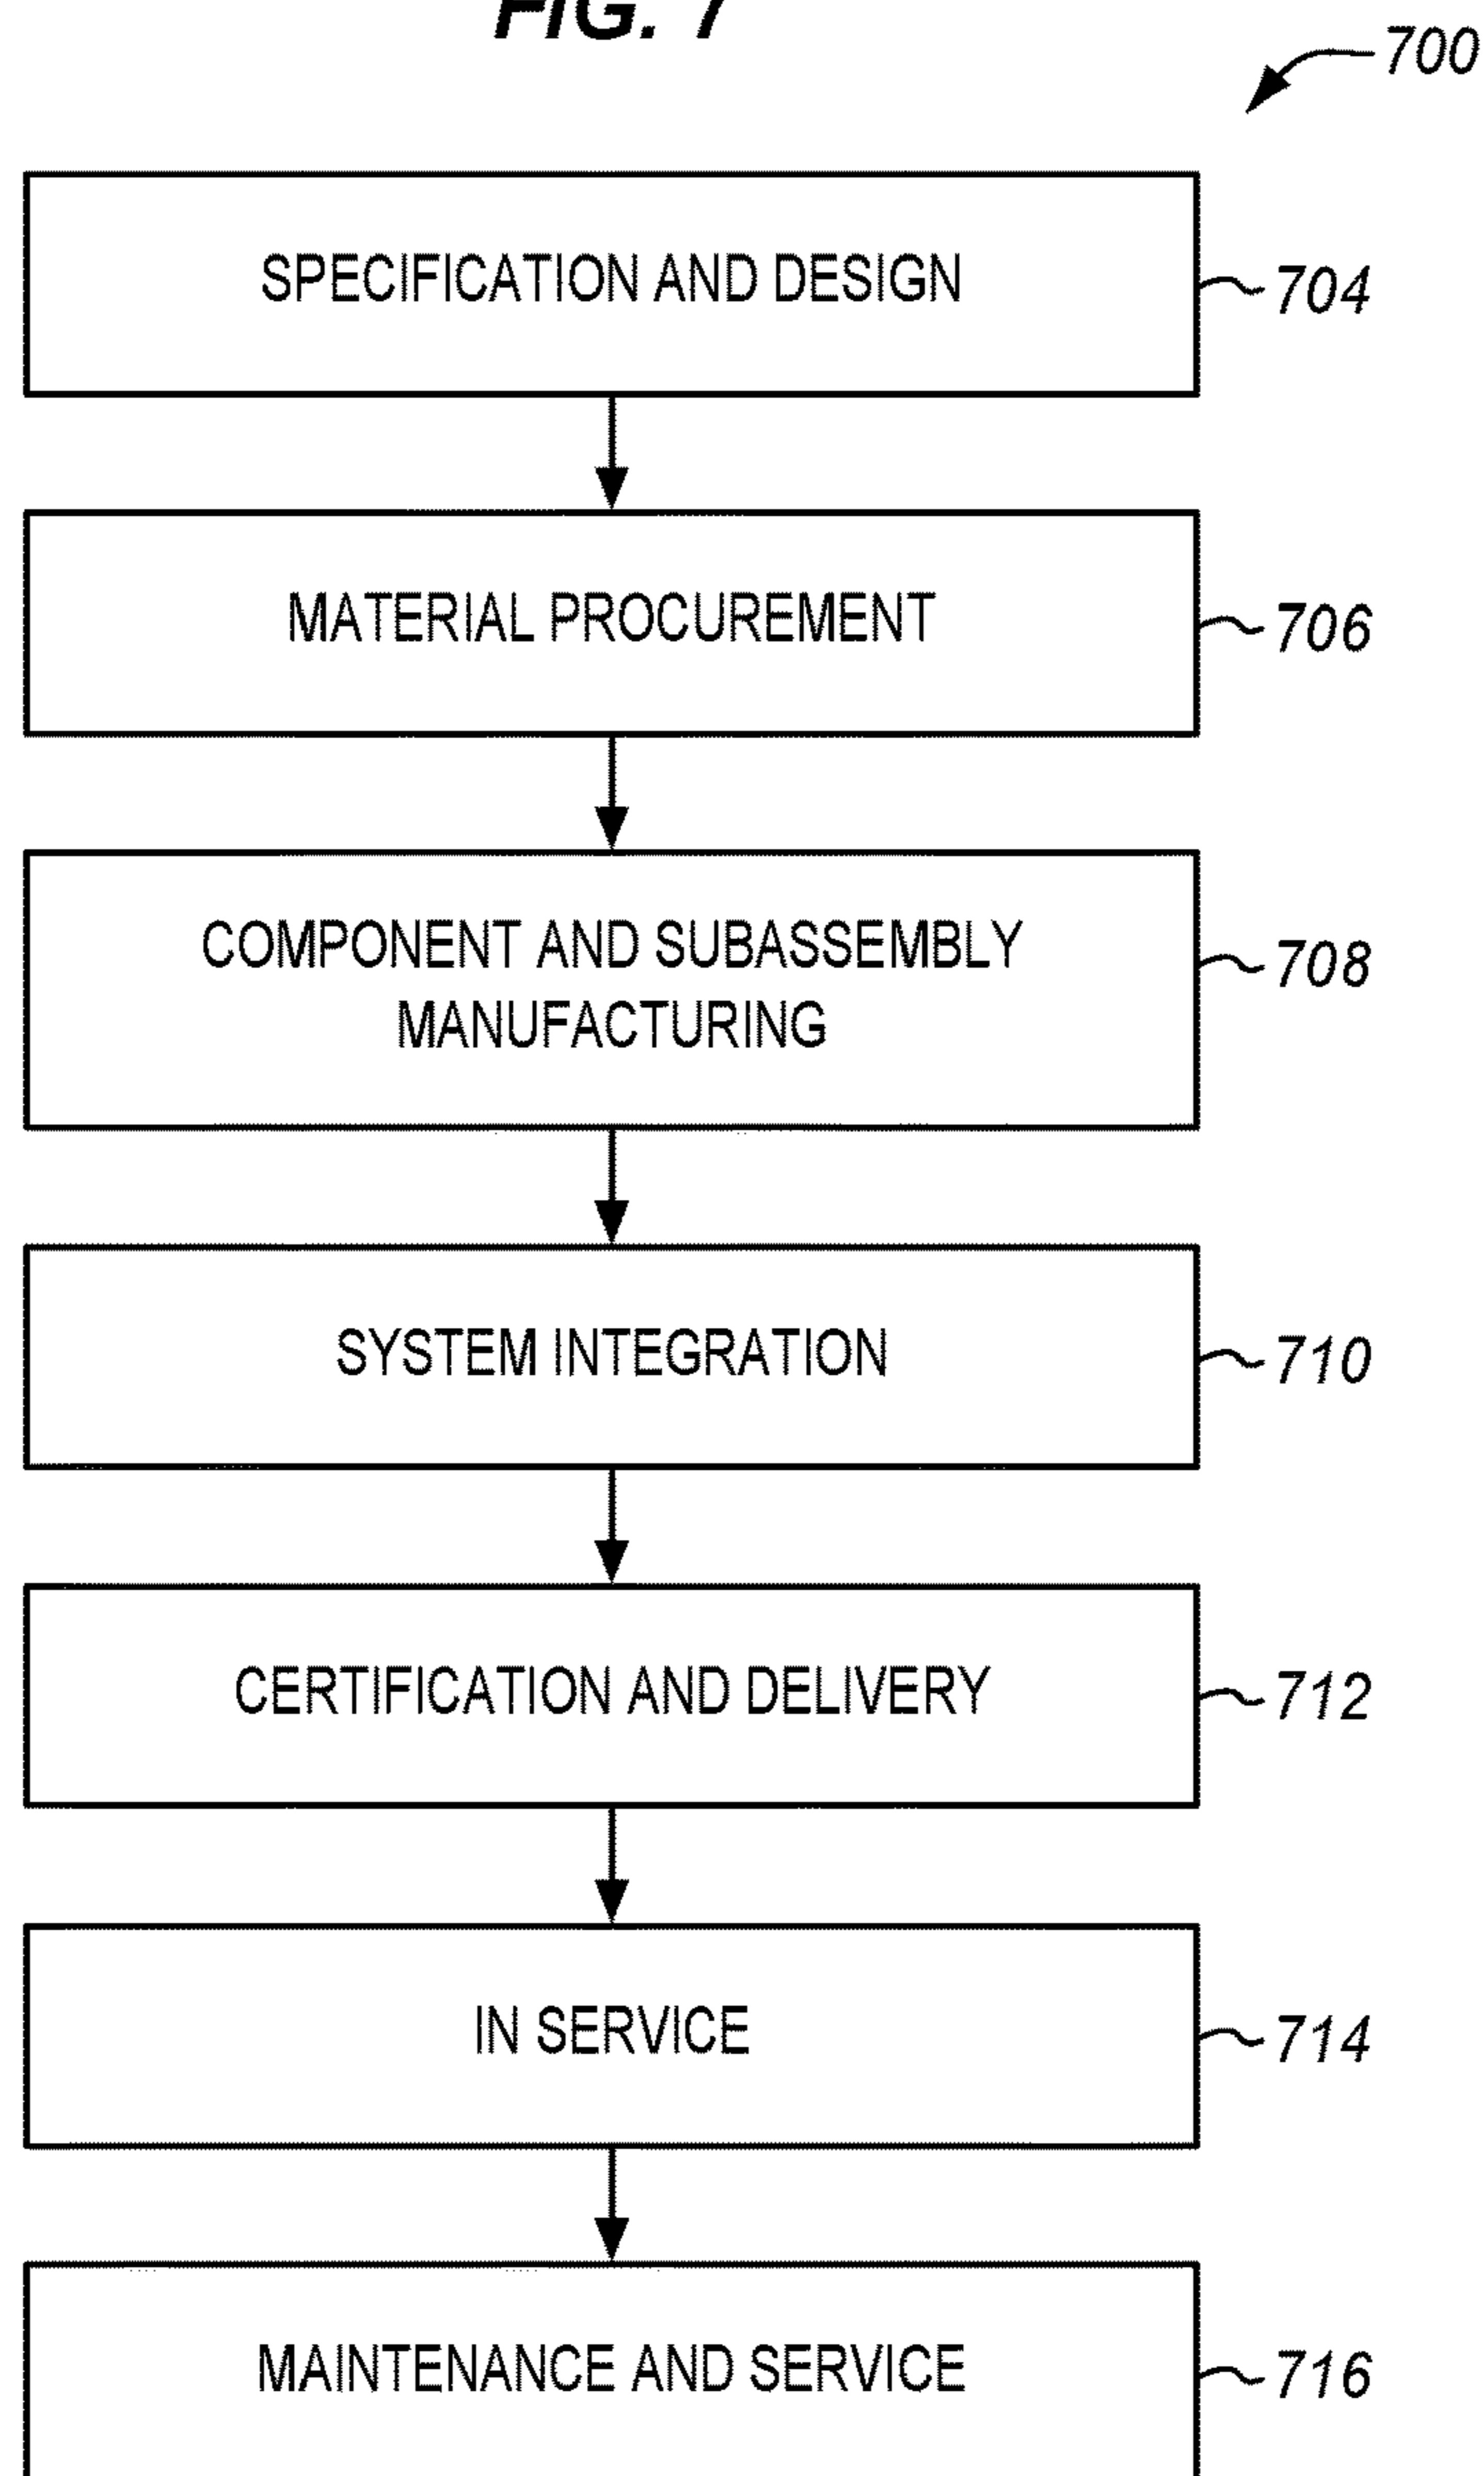 FIG. 7
700
SPECIFICATION AND DESIGN
704
MATERIAL PROCUREMENT
706
COMPONENT AND SUBASSEMBLY
MANUFACTURING
708
SYSTEM INTEGRATION
710
CERTIFICATION AND DELIVERY
712
IN SERVICE
714
MAINTENANCE AND SERVICE
716